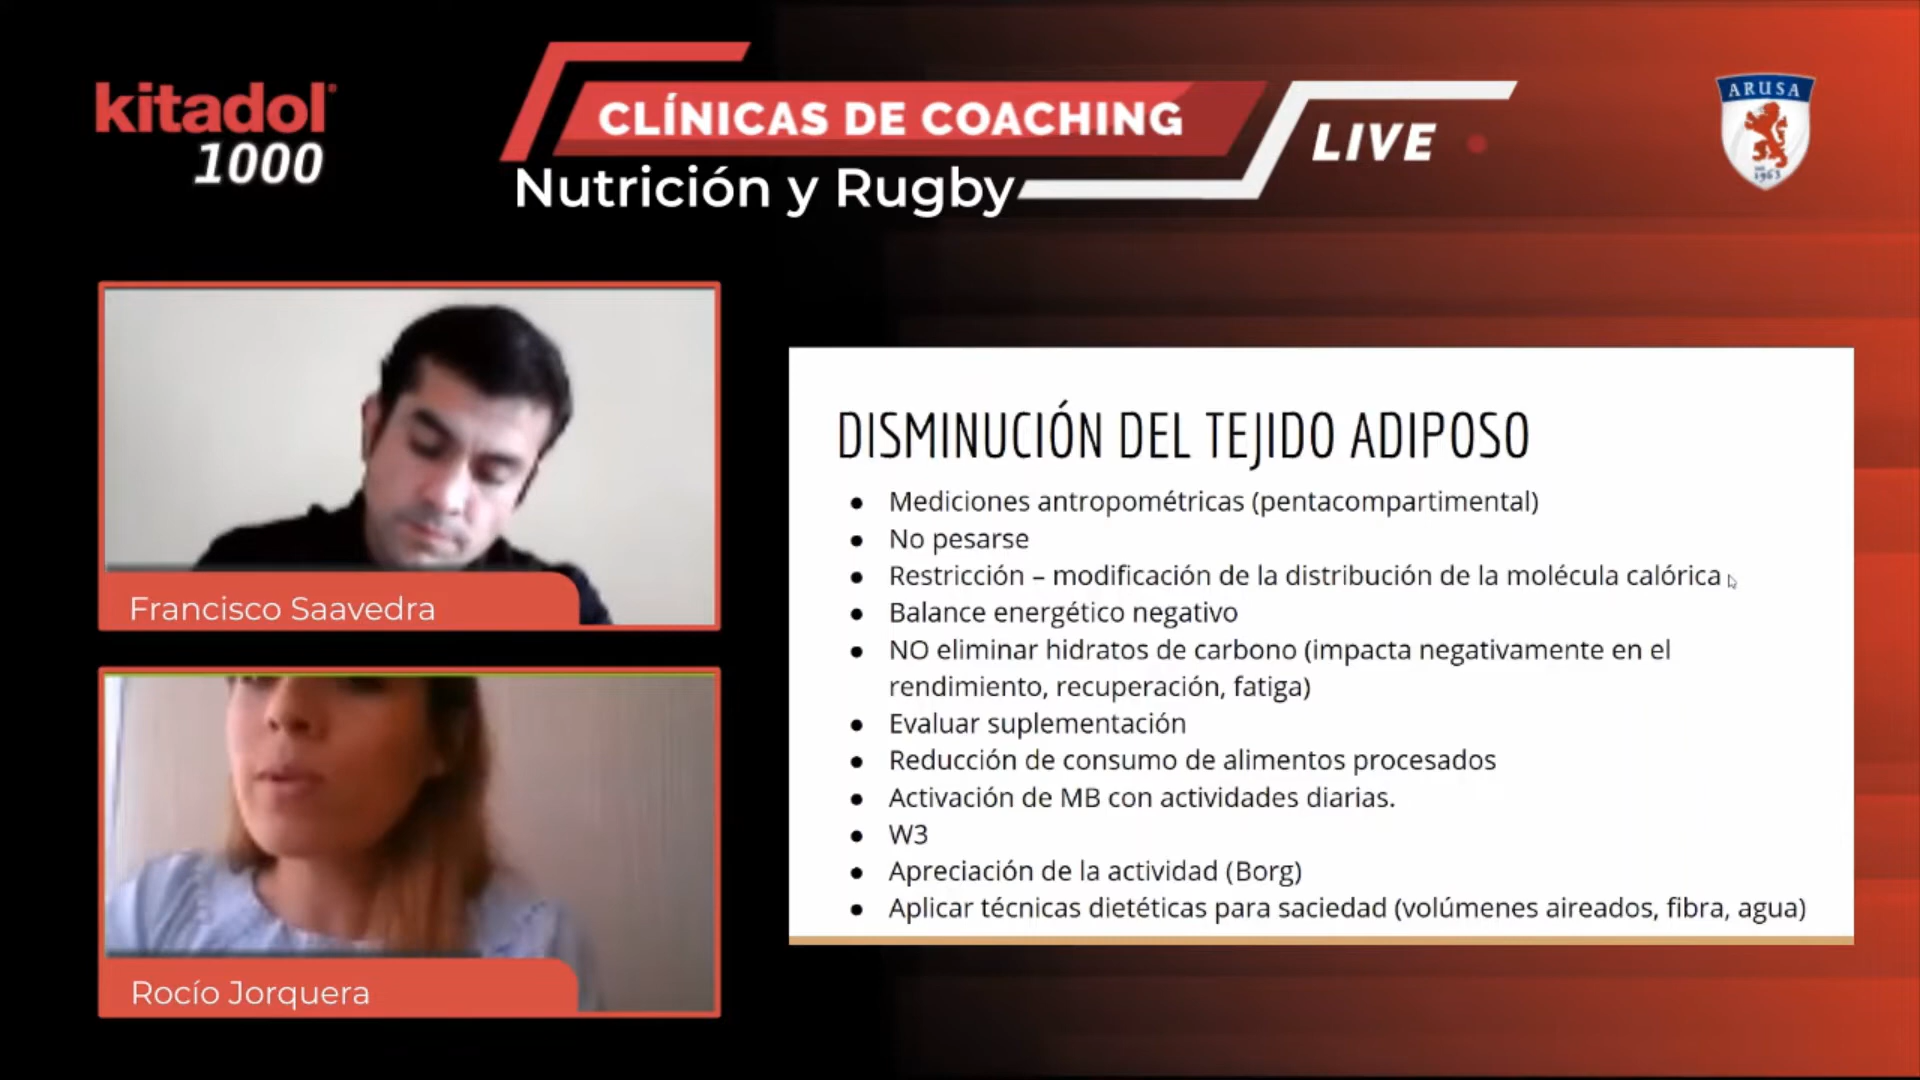 kitadol
1000
CLÍNICAS DE COACHING
LIVE
Nutrición y Rugby
ARUSA
1963
Francisco Saavedra
Rocío Jorquera
DISMINUCIÓN DEL TEJIDO ADIPOSO
● Mediciones antropométricas (pentacompartimental)
● No pesarse
● Restricción – modificación de la distribución de la molécula calórica
● Balance energético negativo
● NO eliminar hidratos de carbono (impacta negativamente en el
rendimiento, recuperación, fatiga)
● Evaluar suplementación
● Reducción de consumo de alimentos procesados
● Activación de MB con actividades diarias.
● W3
● Apreciación de la actividad (Borg)
● Aplicar técnicas dietéticas para saciedad (volúmenes aireados, fibra, agua)